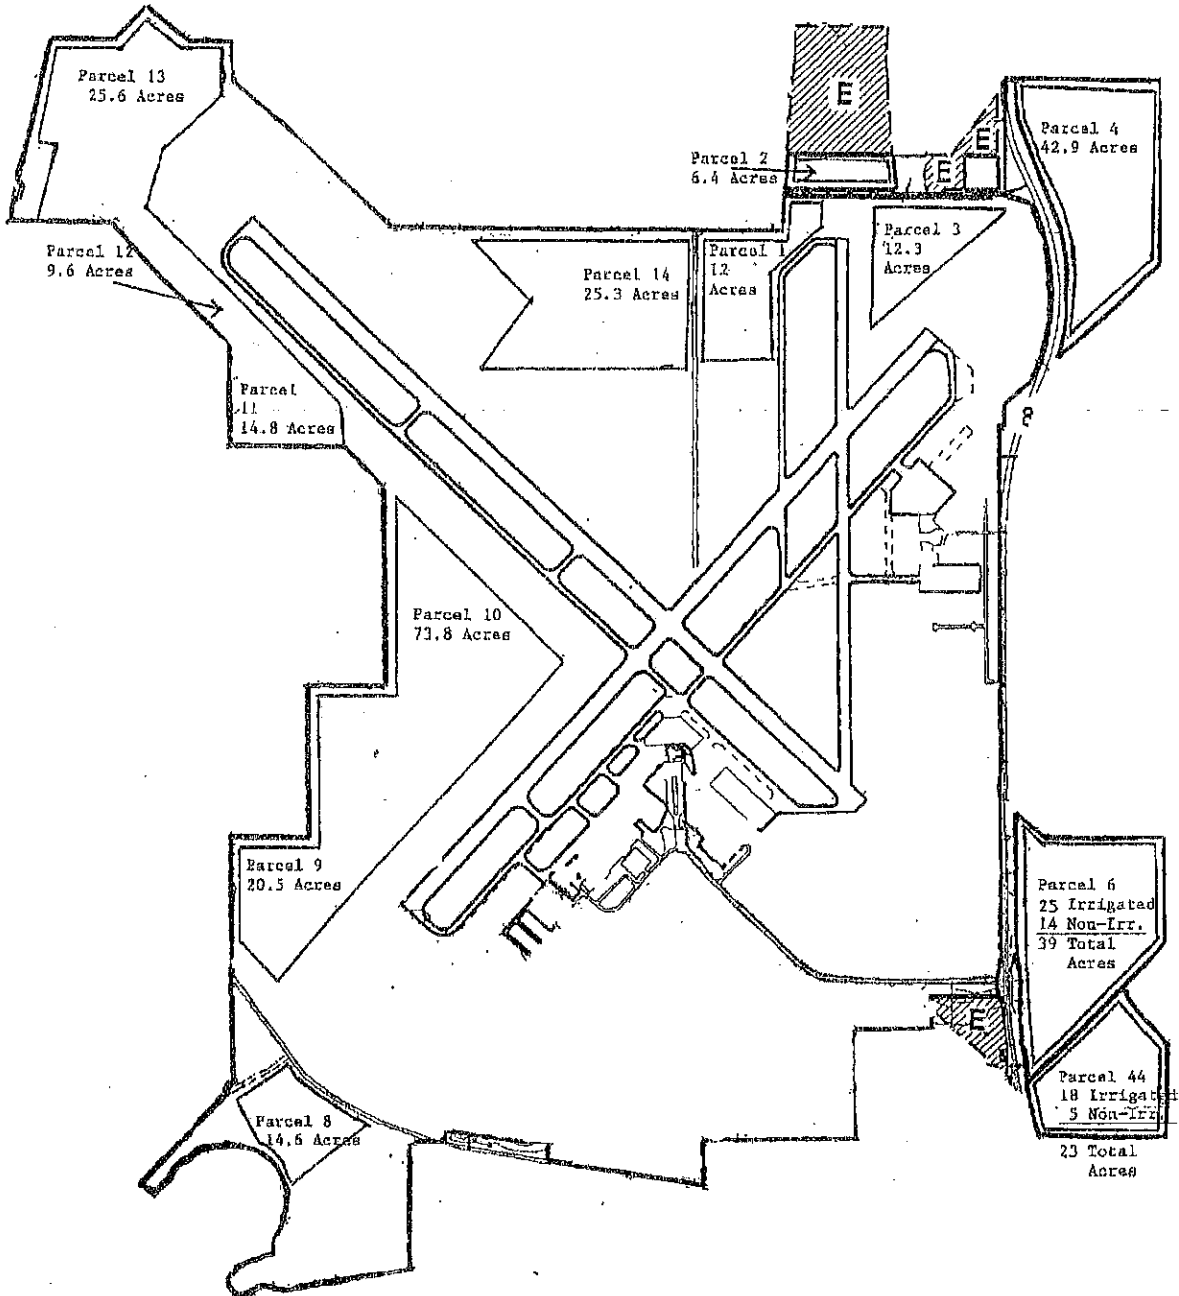 Parcel 13
25.6 Acres
E
Parcel 2
6.4 Acres
E
E
Parcel 4
42.9 Acres
Parcel 12
9.6 Acres
Parcel 14
25.3 Acres
Parcel 1
12
Acres
Parcel 3
12.3
Acres
Parcel
11
14.8 Acres
8
Parcel 10
73.8 Acres
Parcel 9
20.5 Acres
Parcel 6
25 Irrigated
14 Non-Irr.
39 Total
Acres
E
Parcel 44
18 Irrigated
5 Non-Irr.
23 Total
Acres
Parcel 8
14.6 Acres